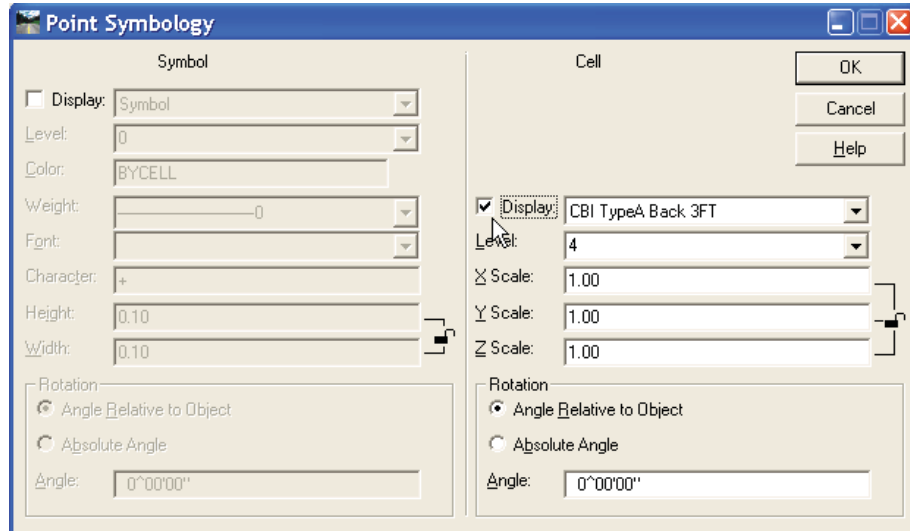 Point Symbology
Symbol
Display: Symbol
Level: 0
Color: BYCELL
Weight: 0
Font:
Character: +
Height: 0.10
Width: 0.10
Rotation
Angle Relative to Object
Absolute Angle
Angle: 0^00'00''
Cell
Display: CBI TypeA Back 3FT
Level: 4
X Scale: 1.00
Y Scale: 1.00
Z Scale: 1.00
Rotation
Angle Relative to Object
Absolute Angle
Angle: 0^00'00''
OK
Cancel
Help